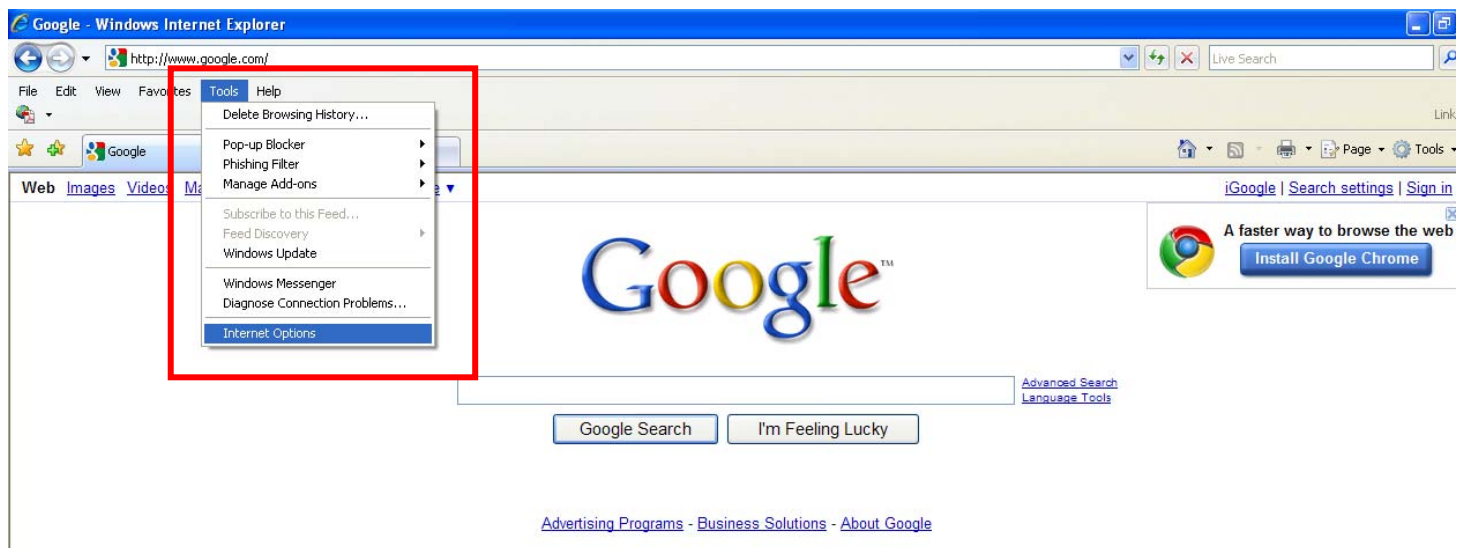 Google - Windows Internet Explorer
http://www.google.com/
Live Search
File Edit View Favorites Tools Help
Link
Delete Browsing History...
Pop-up Blocker
Phishing Filter
Manage Add-ons
Subscribe to this Feed...
Feed Discovery
Windows Update
Windows Messenger
Diagnose Connection Problems...
Internet Options
Google
Page Tools
Web Images Videos
iGoogle | Search settings | Sign in
A faster way to browse the web
Install Google Chrome
Google™
Advanced Search
Language Tools
Google Search I'm Feeling Lucky
Advertising Programs - Business Solutions - About Google